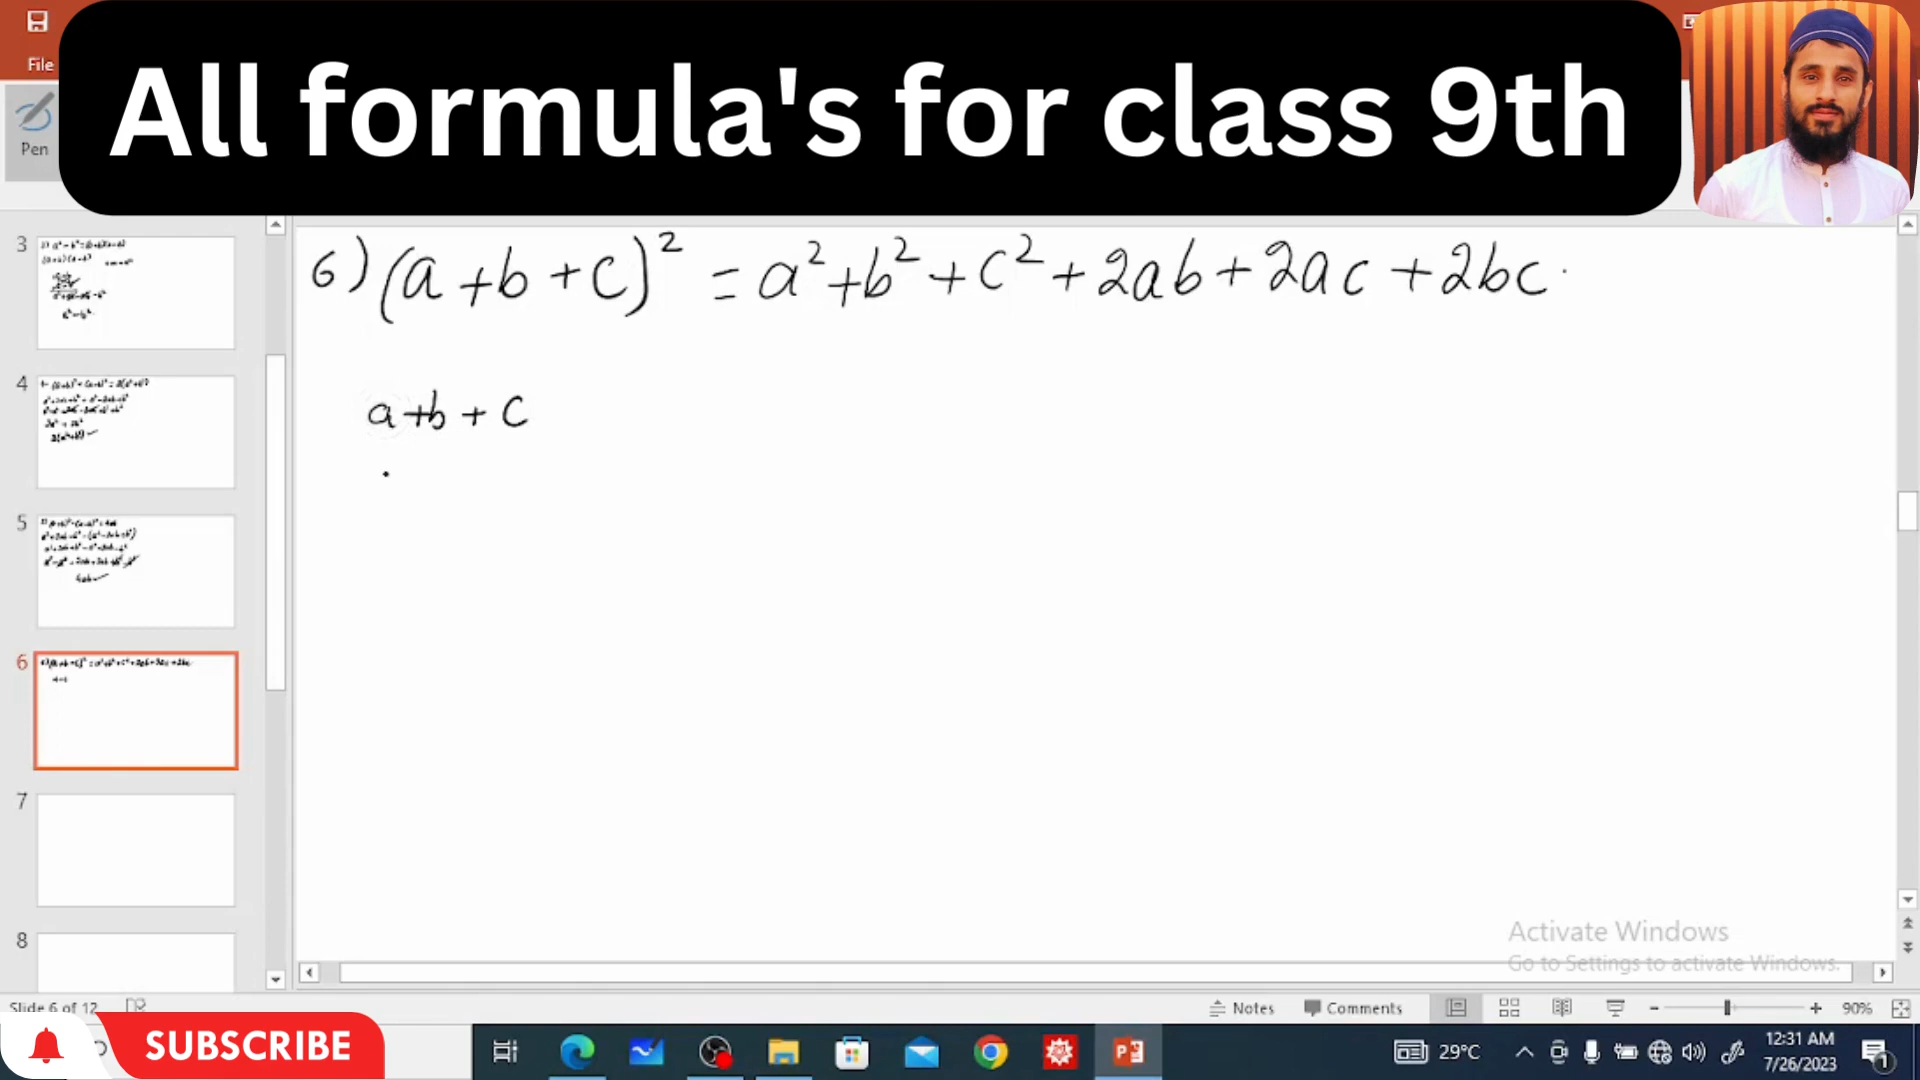 All formula's for class 9th
File
Pen
3
4
5
6
7
8
6) (a+b+c)² = a²+b²+c²+2ab+2ac+2bc
a+b+c
Activate Windows
Go to Settings to activate Windows.
Slide 6 of 12
Notes
Comments
90%
SUBSCRIBE
29°C
12:31 AM
7/26/2023
1